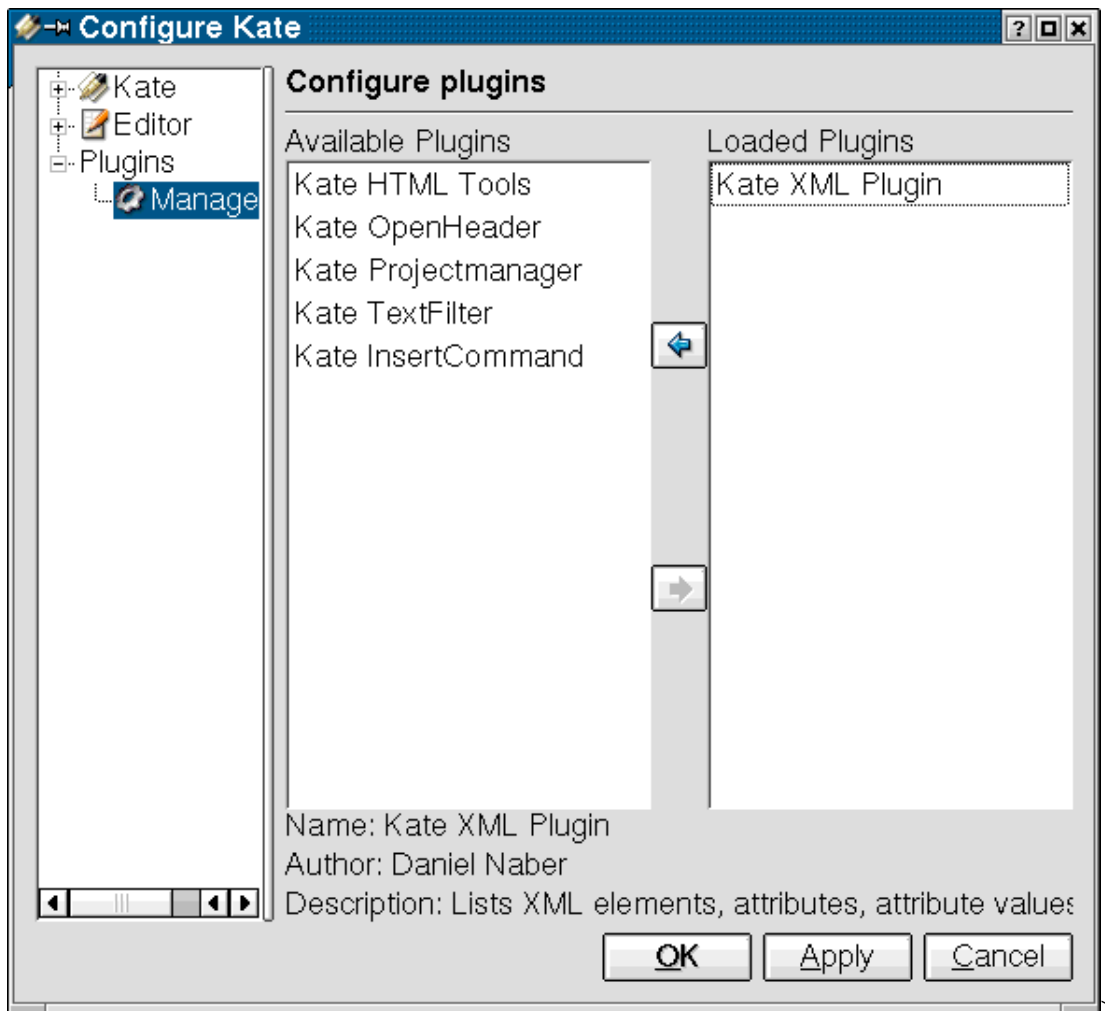 Configure Kate
Kate
Editor
Plugins
Manage
Configure plugins
Available Plugins
Kate HTML Tools
Kate OpenHeader
Kate Projectmanager
Kate TextFilter
Kate InsertCommand
Loaded Plugins
Kate XML Plugin
Name: Kate XML Plugin
Author: Daniel Naber
Description: Lists XML elements, attributes, attribute values
OK Apply Cancel